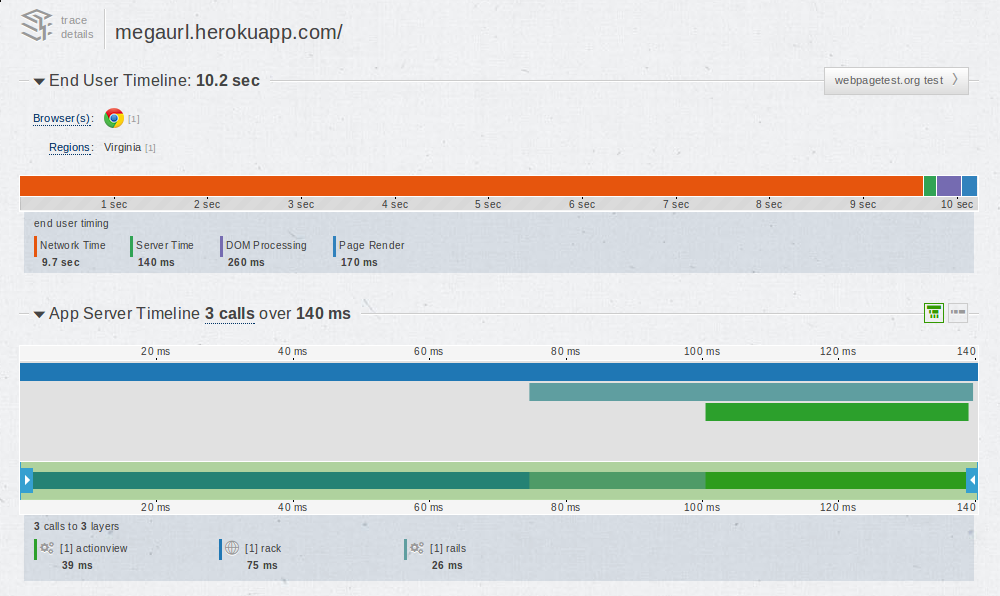 trace
details
megaurl.herokuapp.com/
End User Timeline: 10.2 sec
webpagetest.org test
Browser(s): [1]
Regions: Virginia [1]
1 sec 2 sec 3 sec 4 sec 5 sec 6 sec 7 sec 8 sec 9 sec 10 sec
end user timing
Network Time Server Time DOM Processing Page Render
9.7 sec 140 ms 260 ms 170 ms
App Server Timeline 3 calls over 140 ms
20 ms 40 ms 60 ms 80 ms 100 ms 120 ms 140
20 ms 40 ms 60 ms 80 ms 100 ms 120 ms 140
3 calls to 3 layers
[1] actionview [1] rack [1] rails
39 ms 75 ms 26 ms